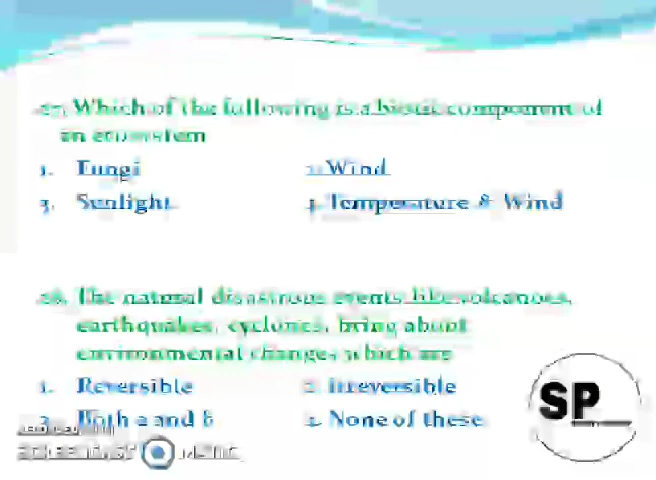 27. Which of the following is a biotic component of
an ecosystem
1. Fungi 2. Wind
3. Sunlight 4. Temperature & Wind
28. The natural disastrous events like volcanoes,
earthquakes, cyclones, bring about
environmental changes which are
1. Reversible 2. Irreversible
3. Both a and b 4. None of these
SP